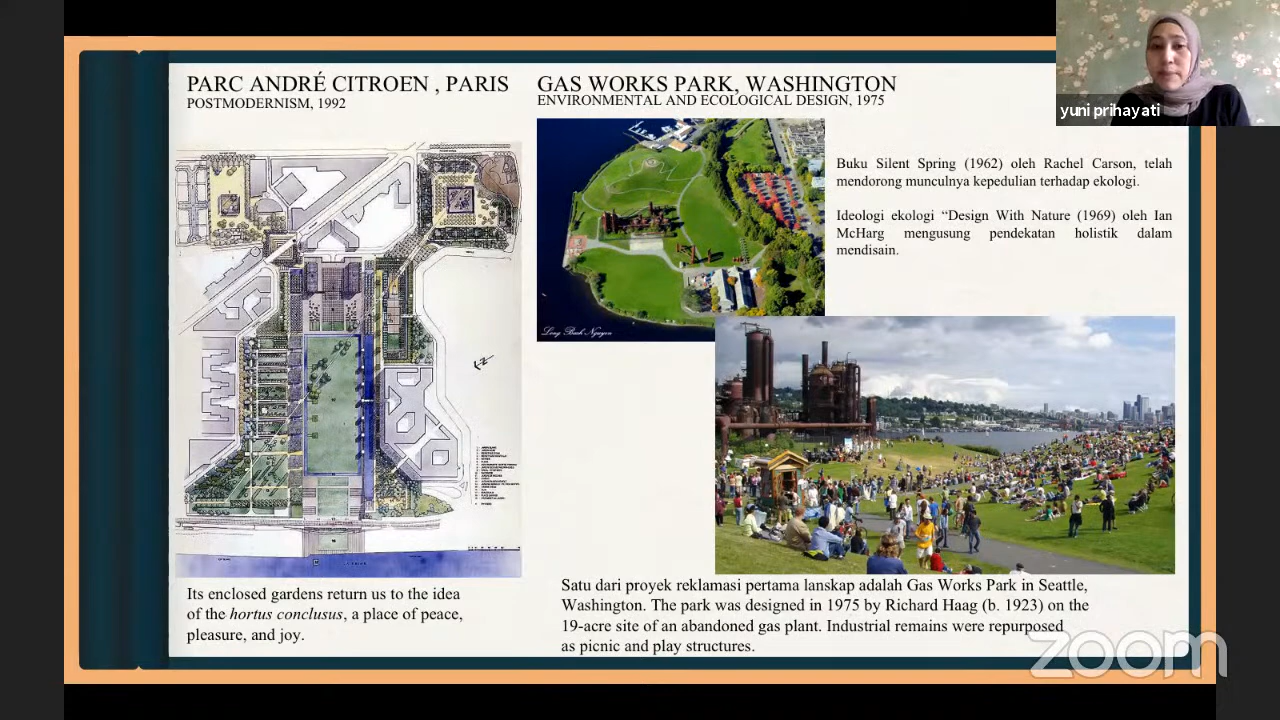 PARC ANDRÉ CITROEN , PARIS
POSTMODERNISM, 1992
GAS WORKS PARK, WASHINGTON
ENVIRONMENTAL AND ECOLOGICAL DESIGN, 1975
yuni prihayati
Buku Silent Spring (1962) oleh Rachel Carson, telah
mendorong munculnya kepedulian terhadap ekologi.
Ideologi ekologi “Design With Nature (1969) oleh Ian
McHarg mengusung pendekatan holistik dalam
mendisain.
Long Bach Nguyen
Its enclosed gardens return us to the idea
of the hortus conclusus, a place of peace,
pleasure, and joy.
Satu dari proyek reklamasi pertama lanskap adalah Gas Works Park in Seattle,
Washington. The park was designed in 1975 by Richard Haag (b. 1923) on the
19-acre site of an abandoned gas plant. Industrial remains were repurposed
as picnic and play structures.
zoom